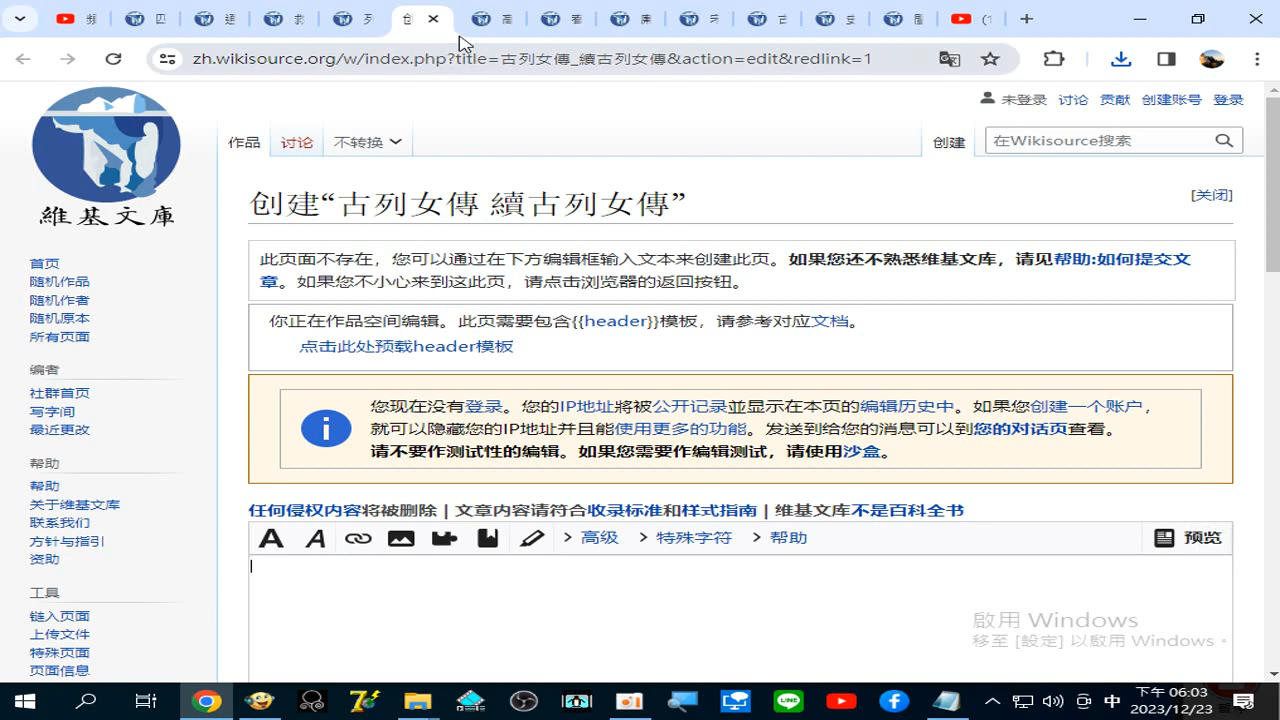 zh.wikisource.org/w/index.php?title=古列女傳_續古列女傳&action=edit&redlink=1
未登录 讨论 贡献 创建账号 登录
作品 讨论 不转换 创建 在Wikisource搜索
維基文庫
创建“古列女傳 續古列女傳”
[关闭]
此页面不存在，您可以通过在下方编辑框输入文本来创建此页。如果您还不熟悉维基文库，请见帮助:如何提交文
章。如果您不小心来到这此页，请点击浏览器的返回按钮。
你正在作品空间编辑。此页需要包含{{header}}模板，请参考对应文档。
点击此处预载header模板
您现在没有登录。您的IP地址將被公开记录並显示在本页的编辑历史中。如果您创建一个账户，
就可以隐藏您的IP地址并且能使用更多的功能。发送到给您的消息可以到您的对话页查看。
请不要作测试性的编辑。如果您需要作编辑测试，请使用沙盒。
任何侵权内容将被删除 | 文章内容请符合收录标准和样式指南 | 维基文库不是百科全书
A A 高级 特殊字符 帮助 预览
首页
随机作品
随机作者
随机原本
所有页面
编者
社群首页
写字间
最近更改
帮助
帮助
关于维基文库
联系我们
方针与指引
资助
工具
链入页面
上传文件
特殊页面
页面信息
啟用 Windows
移至 [設定] 以啟用 Windows。
中
下午 06:03
2023/12/23